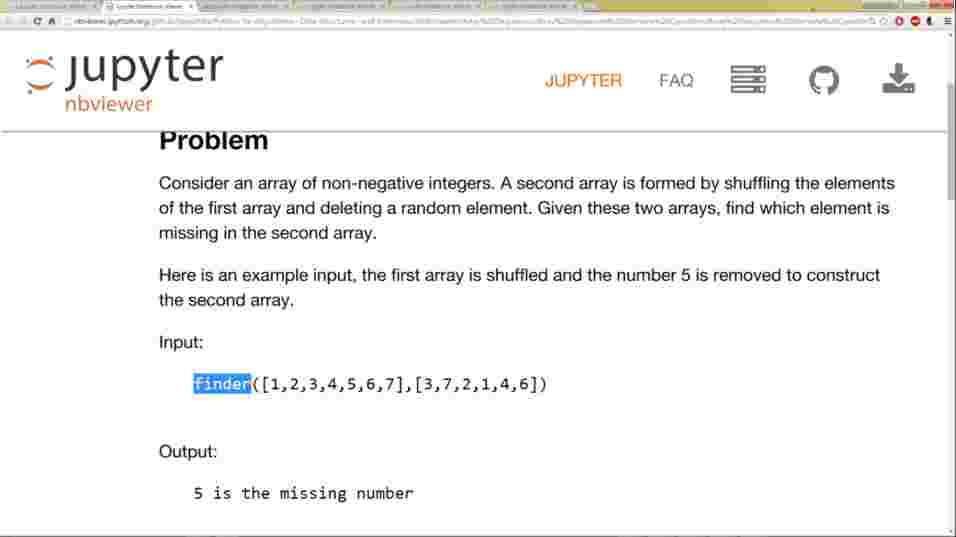 jupyter
nbviewer
JUPYTER FAQ
Problem
Consider an array of non-negative integers. A second array is formed by shuffling the elements
of the first array and deleting a random element. Given these two arrays, find which element is
missing in the second array.
Here is an example input, the first array is shuffled and the number 5 is removed to construct
the second array.
Input:
finder([1,2,3,4,5,6,7],[3,7,2,1,4,6])
Output:
5 is the missing number